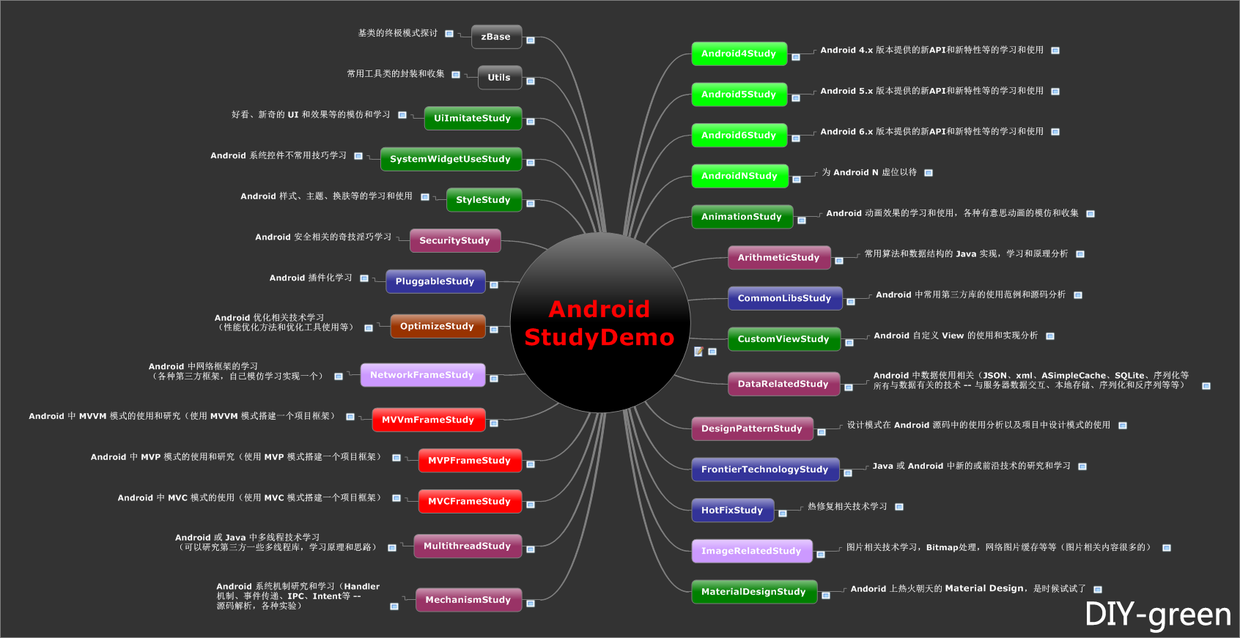 Android
StudyDemo
基类的终极模式探讨
zBase
常用工具类的封装和收集
Utils
好看、新奇的 UI 和效果等的模仿和学习
UiImitateStudy
Android 系统控件不常用技巧学习
SystemWidgetUseStudy
Android 样式、主题、换肤等的学习和使用
StyleStudy
Android 安全相关的奇技淫巧学习
SecurityStudy
Android 插件化学习
PluggableStudy
Android 优化相关技术学习
（性能优化方法和优化工具使用等）
OptimizeStudy
Android 中网络框架的学习
（各种第三方框架，自己模仿学习实现一个）
NetworkFrameStudy
Android 中 MVVM 模式的使用和研究（使用 MVVM 模式搭建一个项目框架）
MVVmFrameStudy
Android 中 MVP 模式的使用和研究（使用 MVP 模式搭建一个项目框架）
MVPFrameStudy
Android 中 MVC 模式的使用（使用 MVC 模式搭建一个项目框架）
MVCFrameStudy
Android 或 Java 中多线程技术学习
（可以研究第三方一些多线程库，学习原理和思路）
MultithreadStudy
Android 系统机制研究和学习（Handler
机制、事件传递、IPC、Intent等 --
源码解析，各种实验）
MechanismStudy
Android4Study
Android 4.x 版本提供的新API和新特性等的学习和使用
Android5Study
Android 5.x 版本提供的新API和新特性等的学习和使用
Android6Study
Android 6.x 版本提供的新API和新特性等的学习和使用
AndroidNStudy
为 Android N 虚位以待
AnimationStudy
Android 动画效果的学习和使用，各种有意思动画的模仿和收集
ArithmeticStudy
常用算法和数据结构的 Java 实现，学习和原理分析
CommonLibsStudy
Android 中常用第三方库的使用范例和源码分析
CustomViewStudy
Android 自定义 View 的使用和实现分析
DataRelatedStudy
Android 中数据使用相关（JSON、xml、ASimpleCache、SQLite、序列化等
所有与数据有关的技术 -- 与服务器数据交互、本地存储、序列化和反序列等等）
DesignPatternStudy
设计模式在 Android 源码中的使用分析以及项目中设计模式的使用
FrontierTechnologyStudy
Java 或 Android 中新的或前沿技术的研究和学习
HotFixStudy
热修复相关技术学习
ImageRelatedStudy
图片相关技术学习，Bitmap处理，网络图片缓存等等（图片相关内容很多的）
MaterialDesignStudy
Andorid 上热火朝天的 Material Design，是时候试试了
DIY-green